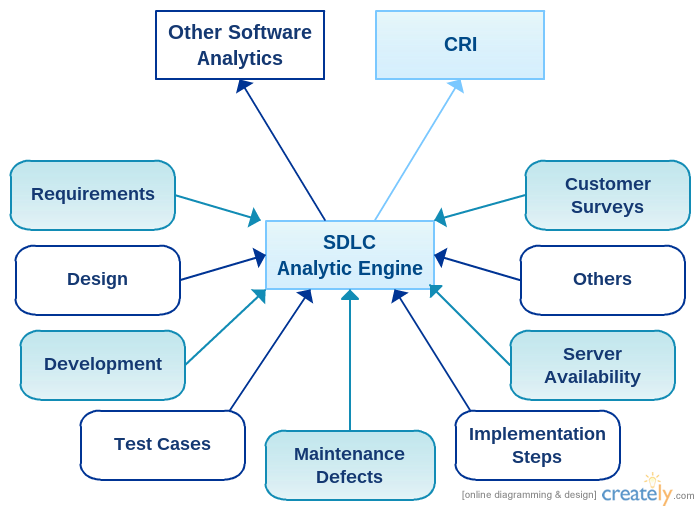 Other Software
Analytics
CRI
Requirements
Customer
Surveys
SDLC
Analytic Engine
Design
Others
Development
Server
Availability
Test Cases
Maintenance
Defects
Implementation
Steps
[online diagramming & design] creately.com